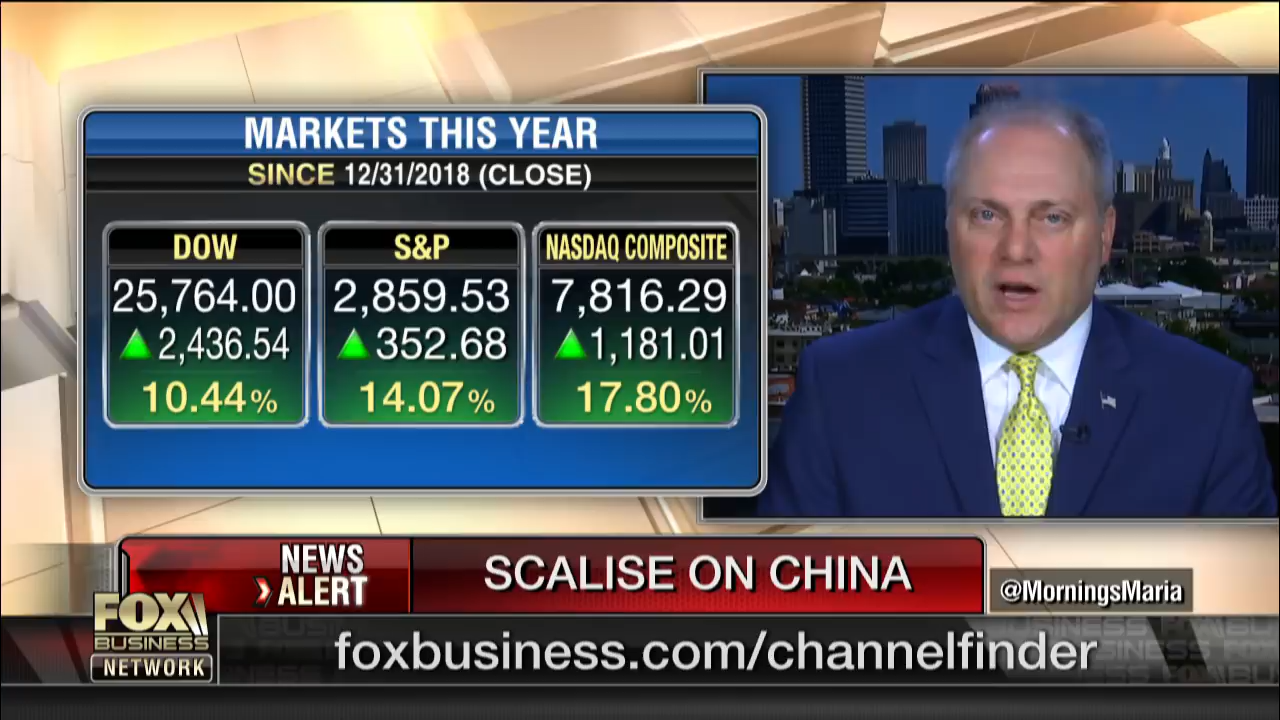 MARKETS THIS YEAR
SINCE 12/31/2018 (CLOSE)
DOW
25,764.00
2,436.54
10.44%
S&P
2,859.53
352.68
14.07%
NASDAQ COMPOSITE
7,816.29
1,181.01
17.80%
NEWS
ALERT
SCALISE ON CHINA
@MorningsMaria
FOX
BUSINESS
NETWORK
foxbusiness.com/channelfinder